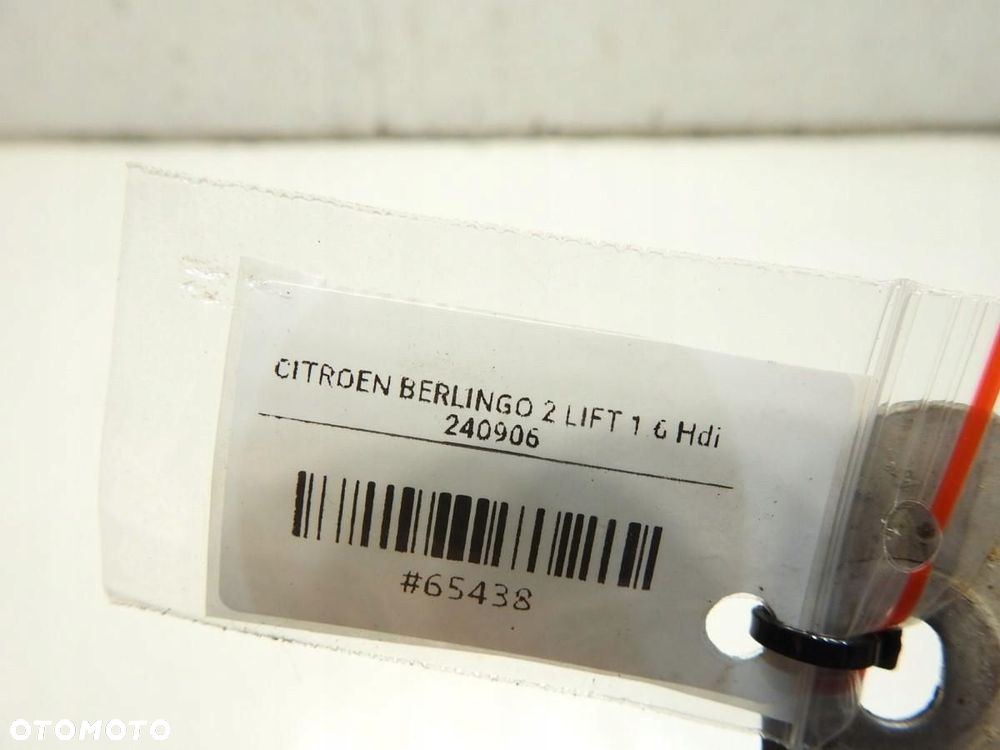 CITROEN BERLINGO 2 LIFT 1.6 Hdi
240906
#65438
OTOMOTO